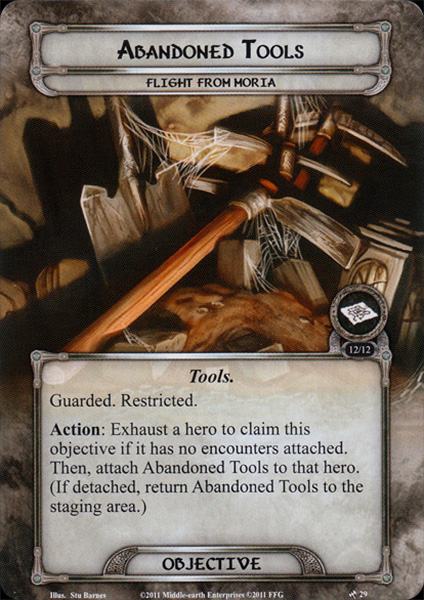 ABANDONED TOOLS
FLIGHT FROM MORIA
12/12
Tools.
Guarded. Restricted.
Action: Exhaust a hero to claim this
objective if it has no encounters attached.
Then, attach Abandoned Tools to that hero.
(If detached, return Abandoned Tools to the
staging area.)
OBJECTIVE
Illus. Stu Barnes ©2011 Middle-earth Enterprises ©2011 FFG 29